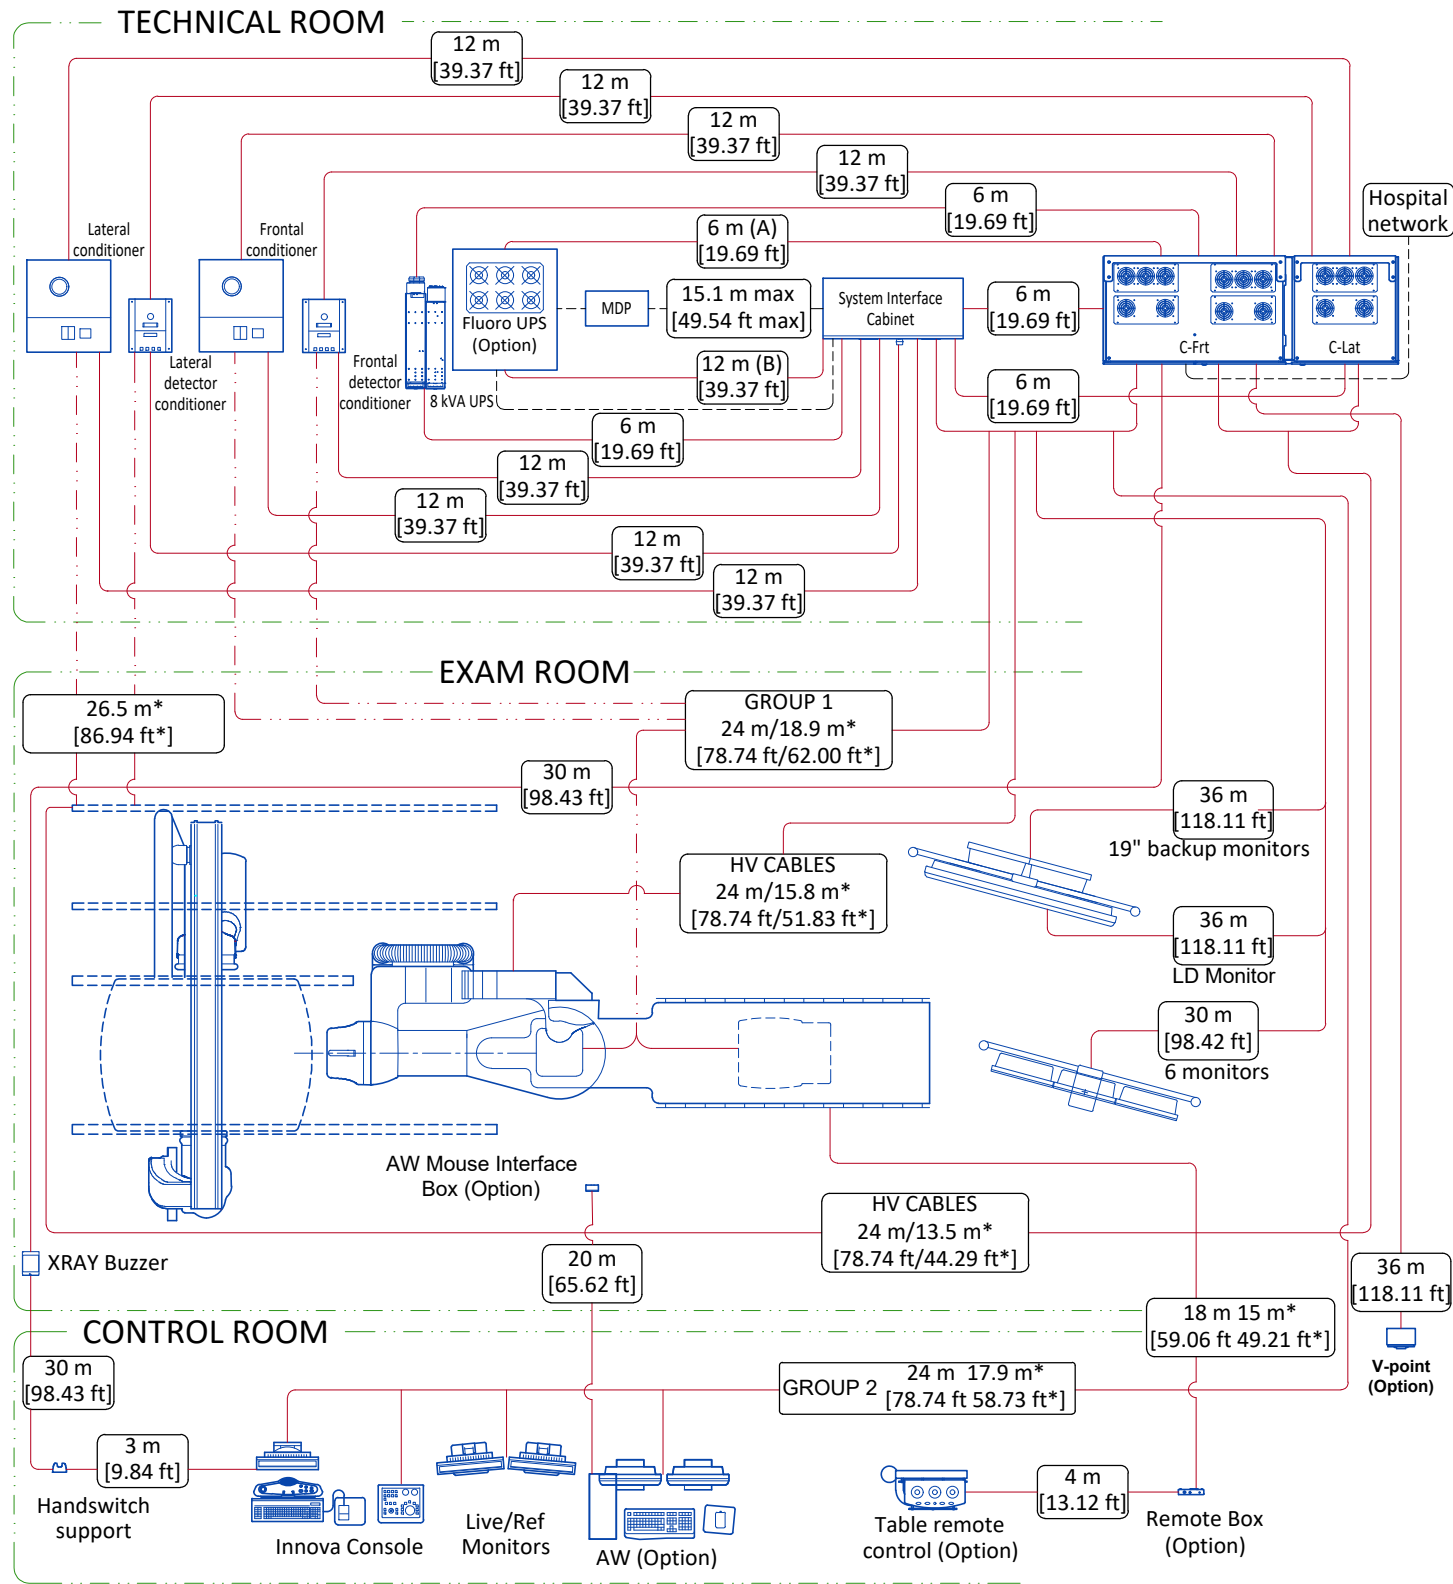 TECHNICAL ROOM
12 m
[39.37 ft]
12 m
[39.37 ft]
12 m
[39.37 ft]
12 m
[39.37 ft]
6 m
[19.69 ft]
Hospital
network
6 m (A)
[19.69 ft]
Lateral
conditioner
Frontal
conditioner
15.1 m max
[49.54 ft max]
MDP
System Interface
Cabinet
6 m
[19.69 ft]
Fluoro UPS
(Option)
C-Frt
C-Lat
Lateral
detector
conditioner
Frontal
detector
conditioner
8 kVA UPS
12 m (B)
[39.37 ft]
6 m
[19.69 ft]
6 m
[19.69 ft]
12 m
[39.37 ft]
12 m
[39.37 ft]
12 m
[39.37 ft]
12 m
[39.37 ft]
EXAM ROOM
26.5 m*
[86.94 ft*]
GROUP 1
24 m/18.9 m*
[78.74 ft/62.00 ft*]
30 m
[98.43 ft]
36 m
[118.11 ft]
19" backup monitors
HV CABLES
24 m/15.8 m*
[78.74 ft/51.83 ft*]
36 m
[118.11 ft]
LD Monitor
30 m
[98.42 ft]
6 monitors
AW Mouse Interface
Box (Option)
HV CABLES
24 m/13.5 m*
[78.74 ft/44.29 ft*]
XRAY Buzzer
20 m
[65.62 ft]
36 m
[118.11 ft]
18 m 15 m*
[59.06 ft 49.21 ft*]
V-point
(Option)
CONTROL ROOM
30 m
[98.43 ft]
GROUP 2
24 m 17.9 m*
[78.74 ft 58.73 ft*]
3 m
[9.84 ft]
4 m
[13.12 ft]
Handswitch
support
Innova Console
Live/Ref
Monitors
AW (Option)
Table remote
control (Option)
Remote Box
(Option)